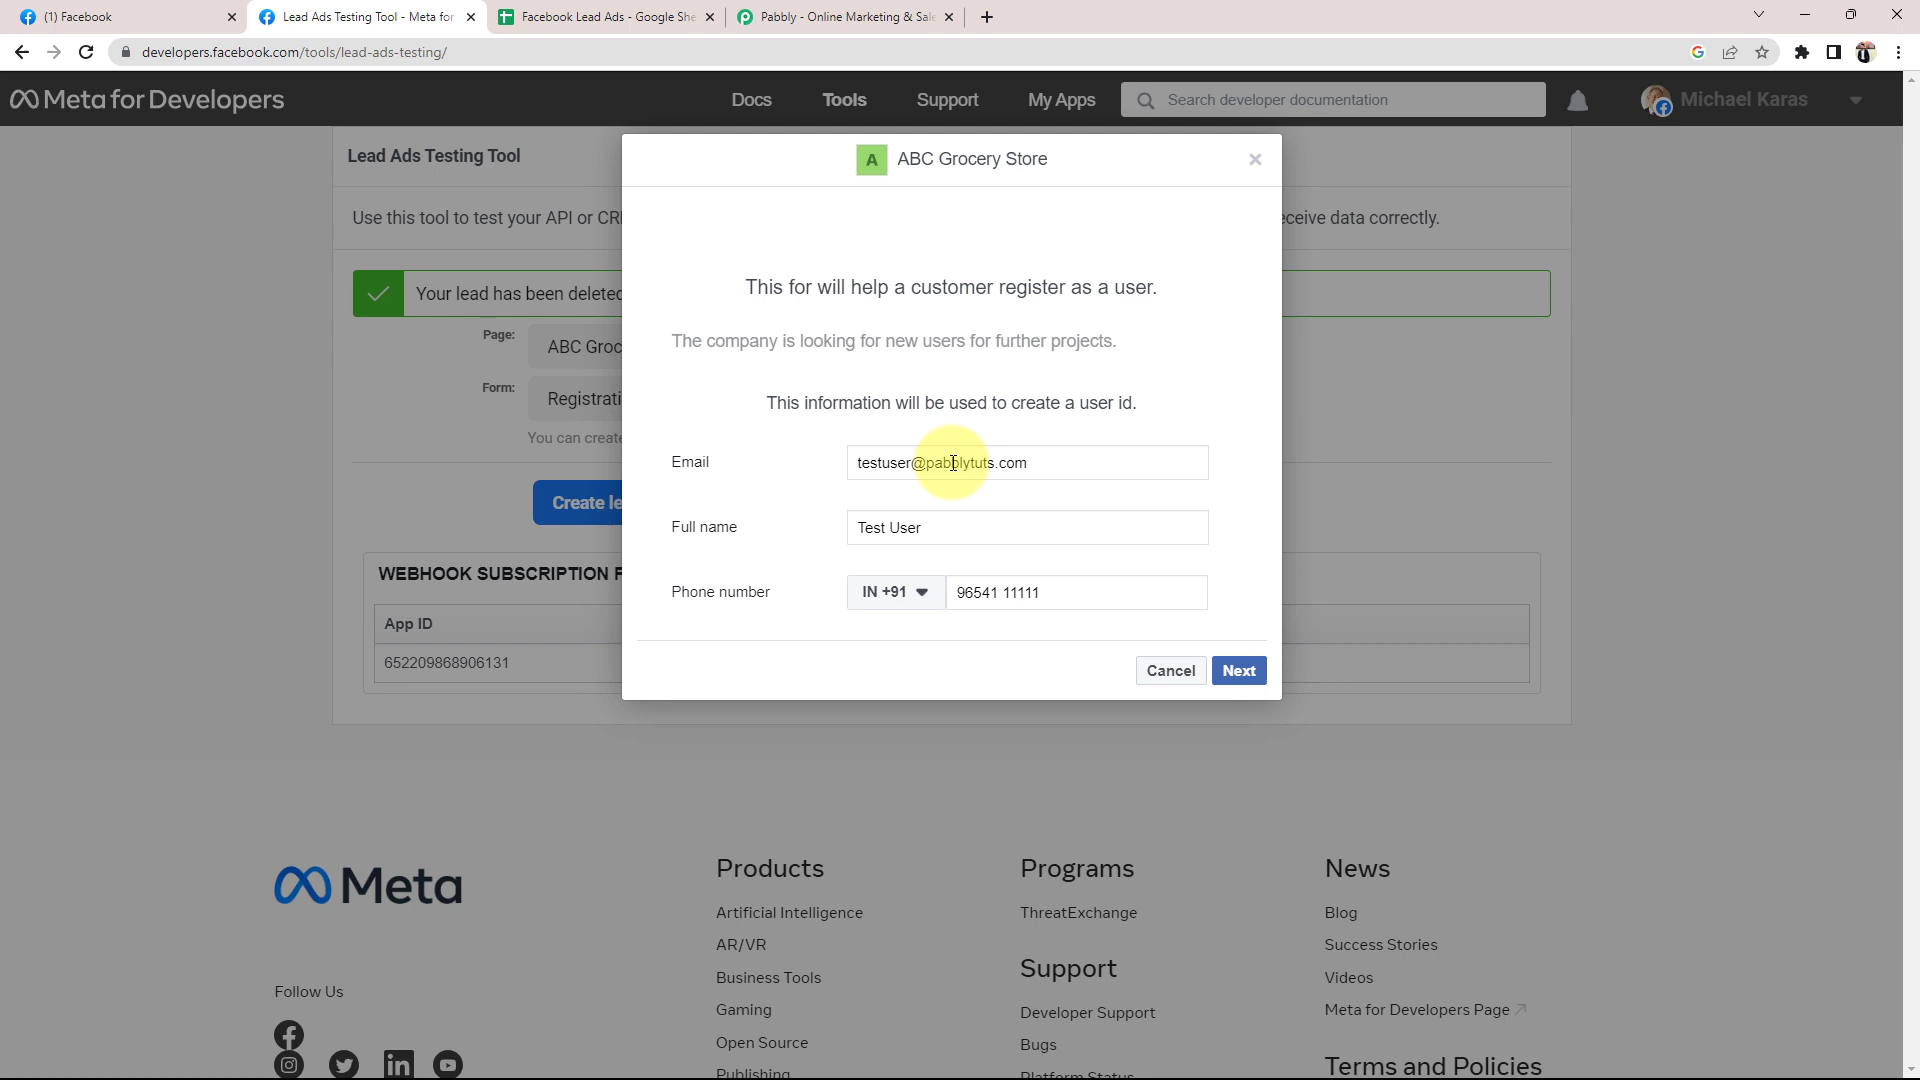 (1) Facebook
Lead Ads Testing Tool - Meta for
Facebook Lead Ads - Google She
Pabbly - Online Marketing & Sale
developers.facebook.com/tools/lead-ads-testing/
Meta for Developers
Docs
Tools
Support
My Apps
Search developer documentation
Michael Karas
Lead Ads Testing Tool
A
ABC Grocery Store
Use this tool to test your API or CR
eceive data correctly.
Your lead has been deleted
Page:
ABC Groc
Form:
Registrati
You can create
Create le
This for will help a customer register as a user.
The company is looking for new users for further projects.
This information will be used to create a user id.
Email
testuser@pabblytuts.com
Full name
Test User
Phone number
IN +91
96541 11111
Cancel
Next
WEBHOOK SUBSCRIPTION F
App ID
652209868906131
Meta
Follow Us
Products
Artificial Intelligence
AR/VR
Business Tools
Gaming
Open Source
Publishing
Programs
ThreatExchange
Support
Developer Support
Bugs
Platform Status
News
Blog
Success Stories
Videos
Meta for Developers Page
Terms and Policies